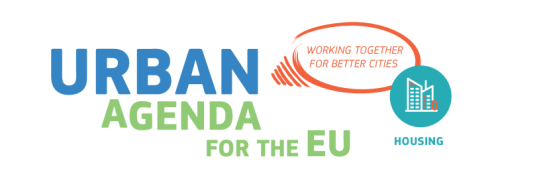 URBAN
AGENDA
FOR THE EU
WORKING TOGETHER
FOR BETTER CITIES
HOUSING